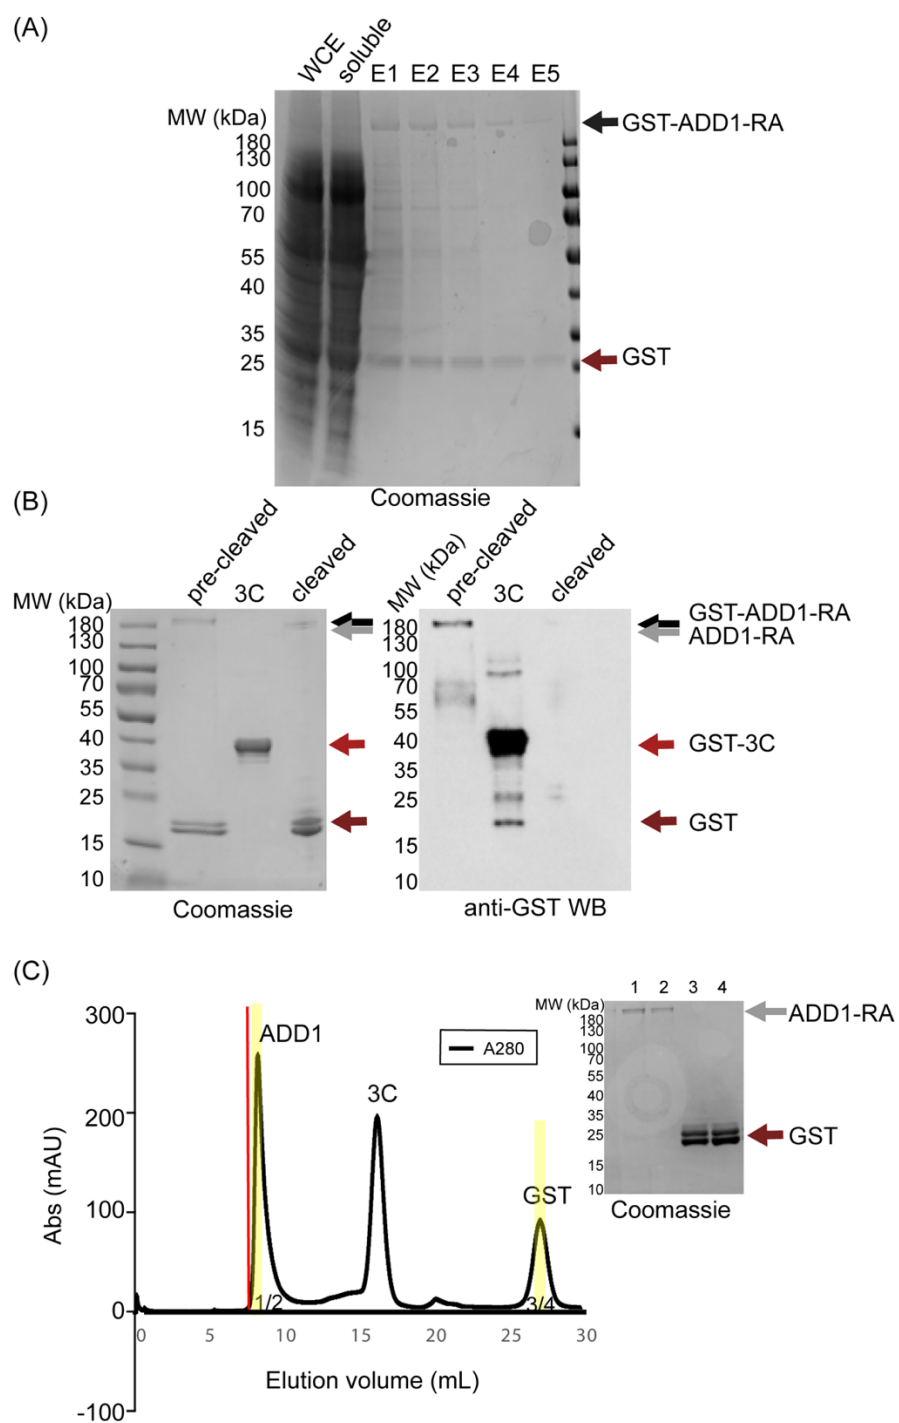 (A)
WCE
soluble
E1 E2 E3 E4 E5
MW (kDa)
180
130
100
70
55
40
35
25
15
GST-ADD1-RA
GST
Coomassie
(B)
MW (kDa)
pre-cleaved
3C
cleaved
180
130
100
70
55
40
35
25
15
10
Coomassie
MW (kDa)
pre-cleaved
3C
cleaved
180
130
100
70
55
40
35
25
15
10
GST-ADD1-RA
ADD1-RA
GST-3C
GST
anti-GST WB
(C)
300
200
100
0
-100
Abs (mAU)
ADD1
3C
GST
A280
1/2
3/4
0 5 10 15 20 25 30
Elution volume (mL)
1 2 3 4
MW (kDa)
180
130
100
70
55
40
35
25
15
10
ADD1-RA
GST
Coomassie